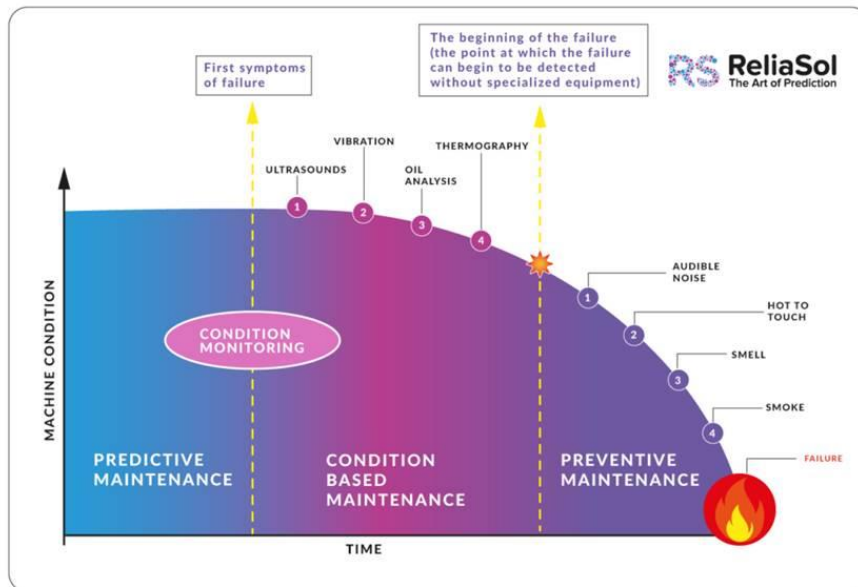 The beginning of the failure
(the point at which the failure
can begin to be detected
without specialized equipment)
First symptoms
of failure
RS ReliaSol
The Art of Prediction
VIBRATION
THERMOGRAPHY
ULTRASOUNDS
OIL
ANALYSIS
1
2
3
4
AUDIBLE
NOISE
1
HOT TO
TOUCH
2
SMELL
3
SMOKE
4
FAILURE
CONDITION
MONITORING
MACHINE CONDITION
PREDICTIVE
MAINTENANCE
CONDITION
BASED
MAINTENANCE
PREVENTIVE
MAINTENANCE
TIME